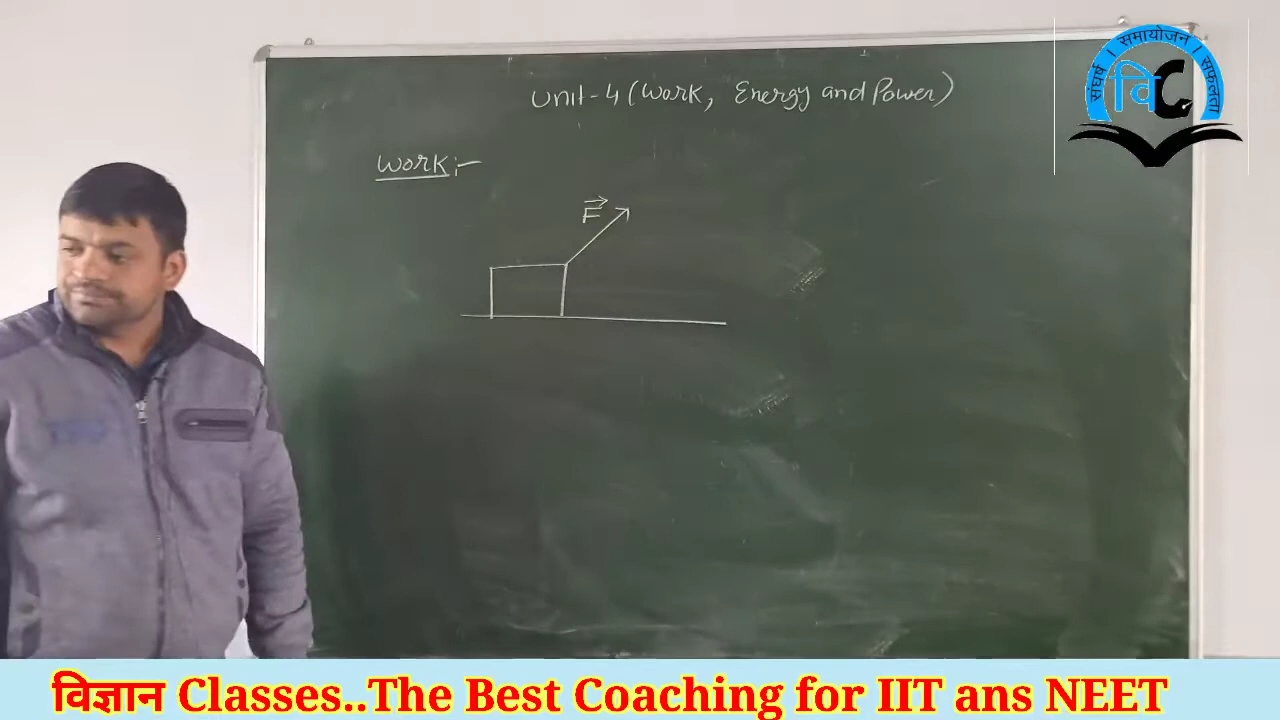 Unit-4 (Work, Energy and Power)
संघर्ष । समायोजन । सफलता
विC
Work :-
F
विज्ञान Classes..The Best Coaching for IIT ans NEET